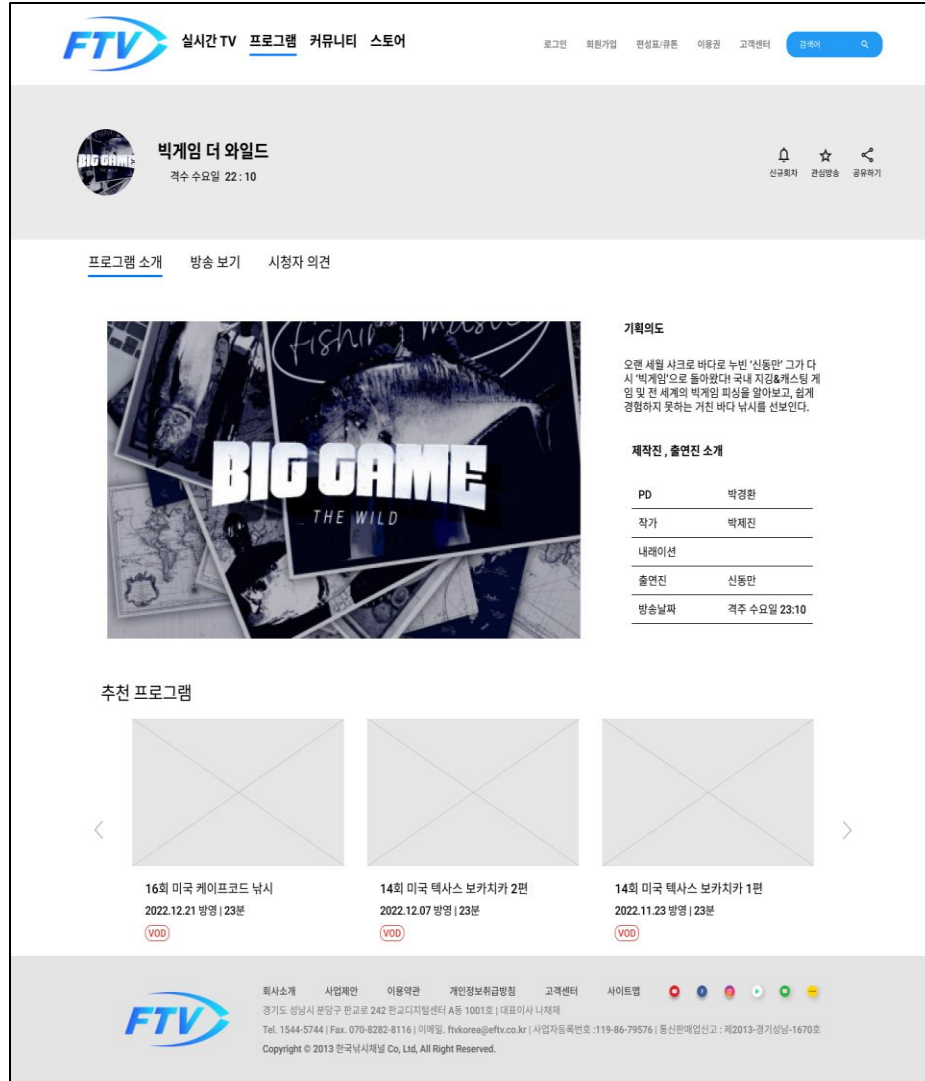 FTV
실시간 TV 프로그램 커뮤니티 스토어
로그인 회원가입 편성표/큐톤 이용권 고객센터 검색어
BIG GAME
빅게임 더 와일드
격수 수요일 22 : 10
신규회차 관심방송 공유하기
프로그램 소개 방송 보기 시청자 의견
fishing master
BIG GAME
THE WILD
기획의도
오랜 세월 샤크로 바다로 누빈 '신동만' 그가 다
시 '빅게임'으로 돌아왔다! 국내 지깅&캐스팅 게
임 및 전 세계의 빅게임 피싱을 알아보고, 쉽게
경험하지 못하는 거친 바다 낚시를 선보인다.
제작진 , 출연진 소개
PD 박경환
작가 박제진
내래이션
출연진 신동만
방송날짜 격주 수요일 23:10
추천 프로그램
16회 미국 케이프코드 낚시
2022.12.21 방영 | 23분
VOD
14회 미국 텍사스 보카치카 2편
2022.12.07 방영 | 23분
VOD
14회 미국 텍사스 보카치카 1편
2022.11.23 방영 | 23분
VOD
FTV
회사소개 사업제안 이용약관 개인정보취급방침 고객센터 사이트맵
경기도 성남시 분당구 판교로 242 판교디지털센터 A동 1001호 | 대표이사 나채재
Tel. 1544-5744 | Fax. 070-8282-8116 | 이메일. ftvkorea@eftv.co.kr | 사업자등록번호 :119-86-79576 | 통신판매업신고 : 제2013-경기성남-1670호
Copyright © 2013 한국낚시채널 Co, Ltd, All Right Reserved.